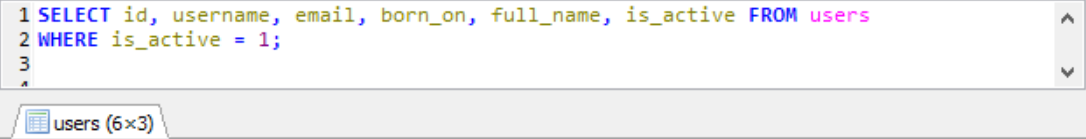 1 SELECT id, username, email, born_on, full_name, is_active FROM users
2 WHERE is_active = 1;
3
users (6×3)